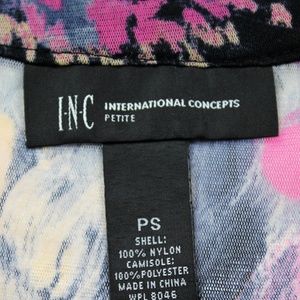 I·N·C INTERNATIONAL CONCEPTS
PETITE
PS
SHELL:
100% NYLON
CAMISOLE:
100%POLYESTER
MADE IN CHINA
WPL 8046